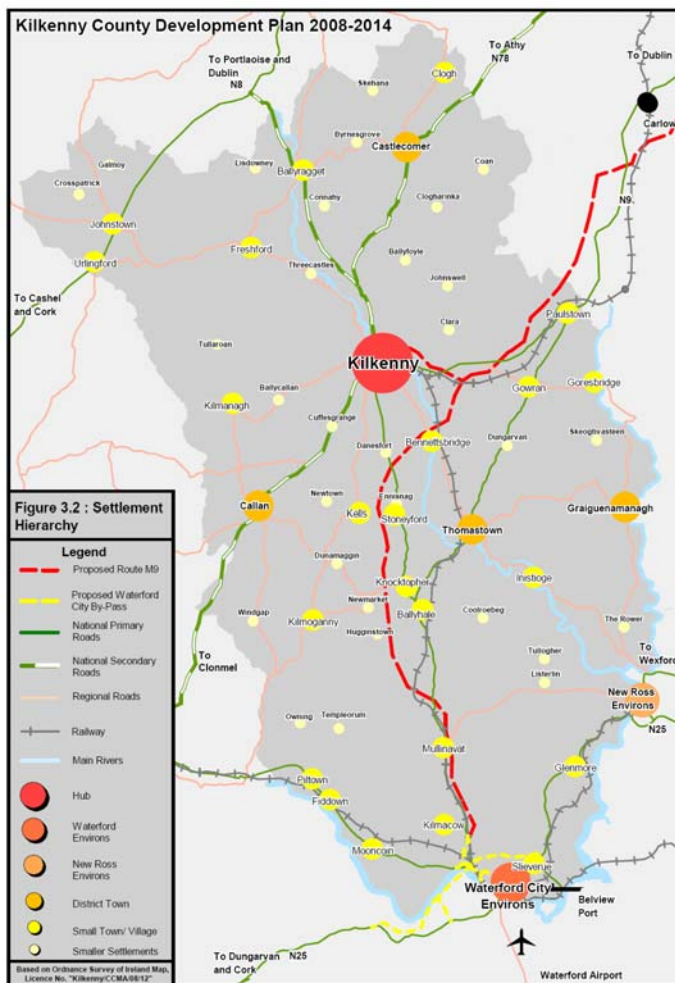 Kilkenny County Development Plan 2008-2014
To Portlaoise and
Dublin
N8
To Athy
N78
To Dublin
Clogh
Skehana
Carlow
Byrnesgrove
Castlecomer
Galmoy
Lisdowney
Ballyragget
Coan
Crosspatrick
Connahy
Clogharinka
N9
Johnstown
Freshford
Ballyfoyle
Urlingford
Threecastles
Johnswell
To Cashel
and Cork
Paulstown
Clara
Tullaroan
Kilkenny
Gowran
Goresbridge
Kilmanagh
Ballycallan
Cuffesgrange
Bennettsbridge
Dungarvan
Skeoghvasteen
Danesfort
Newtown
Ennisnag
Callan
Kells
Stoneyford
Graiguenamanagh
Thomastown
Dunamaggin
Knocktopher
Inistioge
Newmarket
Ballyhale
Windgap
Kilmoganny
Hugginstown
Cootroebeg
The Rower
To
Clonmel
Tullogher
To
Wexford
Listerlin
New Ross
Environs
Owning
Templeorum
N25
Mullinavat
Glenmore
Piltown
Fiddown
Kilmacow
Mooncoin
Slieverue
Waterford City
Environs
Belview
Port
To Dungarvan
and Cork
N25
Waterford Airport
Figure 3.2 : Settlement
Hierarchy
Legend
Proposed Route M9
Proposed Waterford
City By-Pass
National Primary
Roads
National Secondary
Roads
Regional Roads
Railway
Main Rivers
Hub
Waterford
Environs
New Ross
Environs
District Town
Small Town/ Village
Smaller Settlements
Based on Ordnance Survey of Ireland Map,
Licence No. "Kilkenny/CCMA/08/12"